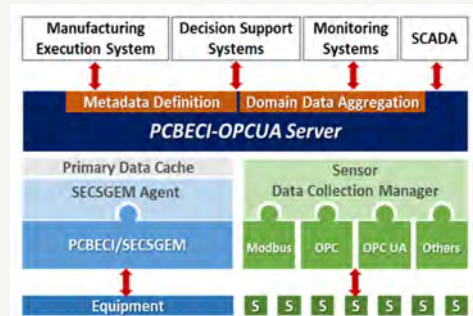 Manufacturing
Execution System
Decision Support
Systems
Monitoring
Systems
SCADA
Metadata Definition
Domain Data Aggregation
PCBECI-OPCUA Server
Primary Data Cache
SECSGEM Agent
PCBECI/SECSGEM
Sensor
Data Collection Manager
Modbus
OPC
OPC UA
Others
Equipment
S S S S S S S